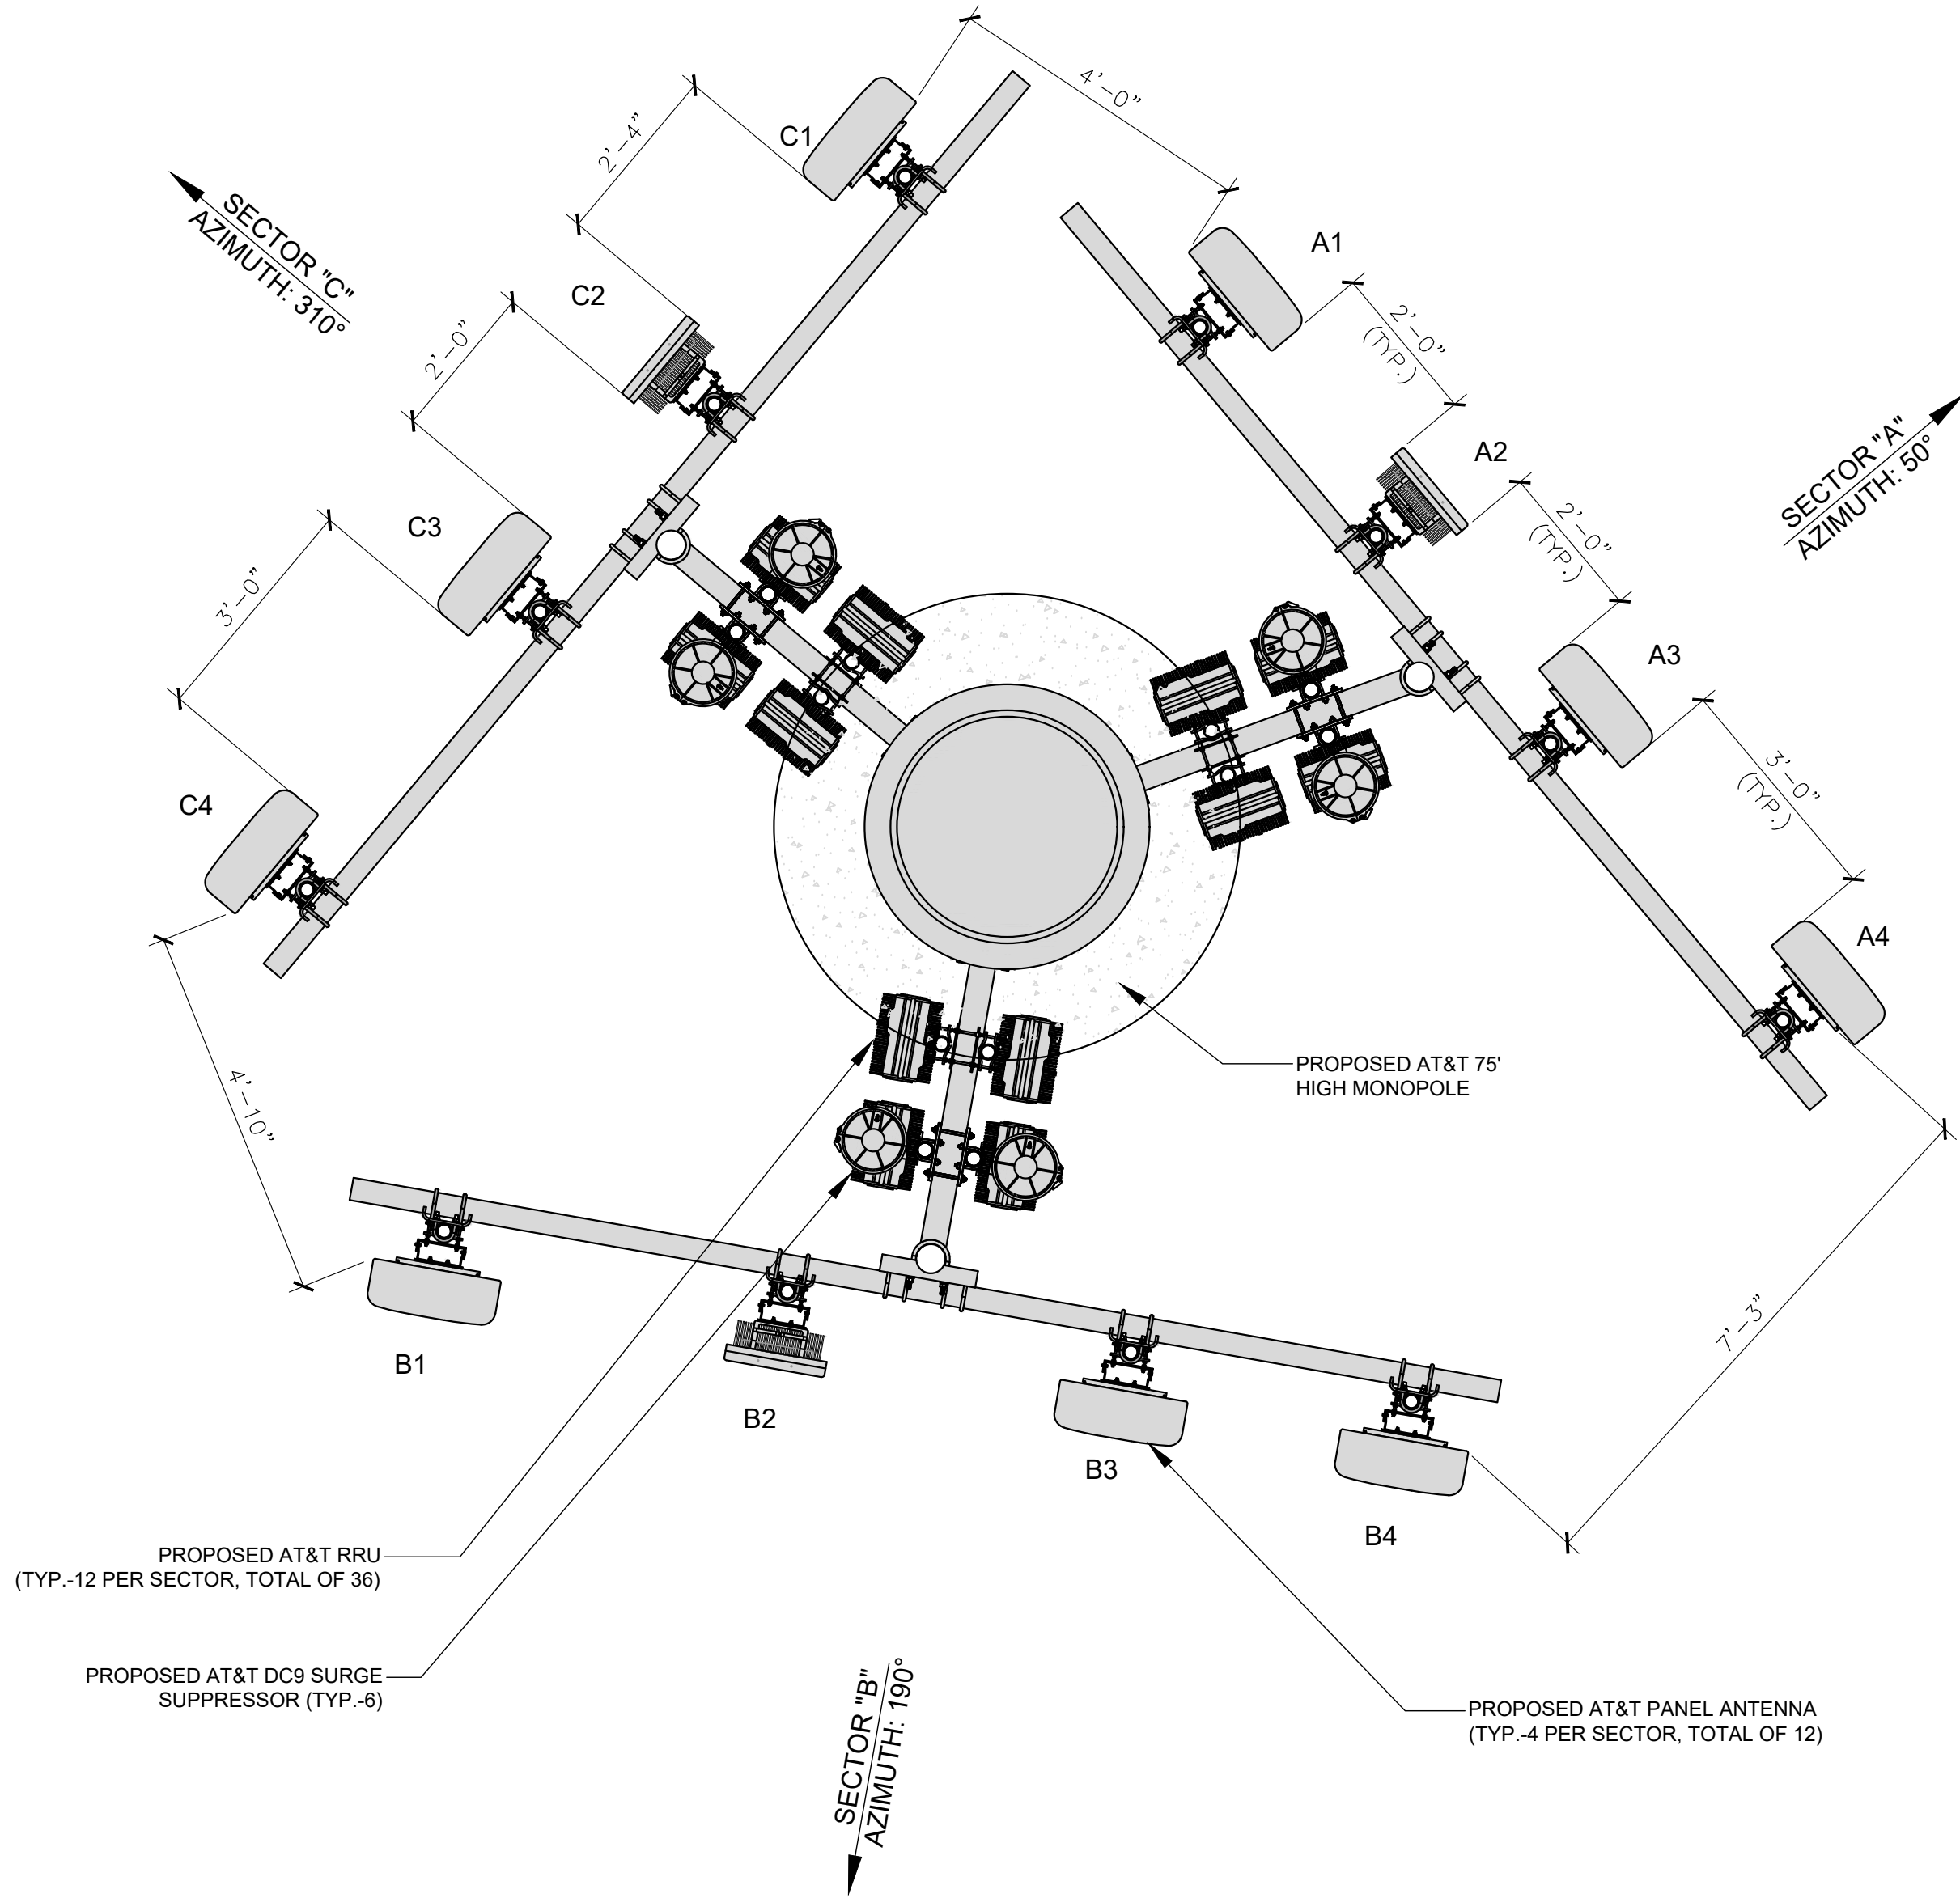 4'-0"
C1
2'-4"
SECTOR "C"
AZIMUTH: 310°
A1
C2
2'-0"
(TYP.)
2'-0"
A2
SECTOR "A"
AZIMUTH: 50°
C3
2'-0"
(TYP.)
3'-0"
A3
3'-0"
(TYP.)
C4
A4
PROPOSED AT&T 75'
HIGH MONOPOLE
4'-10"
7'-3"
B1
B2
B3
B4
PROPOSED AT&T RRU
(TYP.-12 PER SECTOR, TOTAL OF 36)
PROPOSED AT&T DC9 SURGE
SUPPRESSOR (TYP.-6)
SECTOR "B"
AZIMUTH: 190°
PROPOSED AT&T PANEL ANTENNA
(TYP.-4 PER SECTOR, TOTAL OF 12)